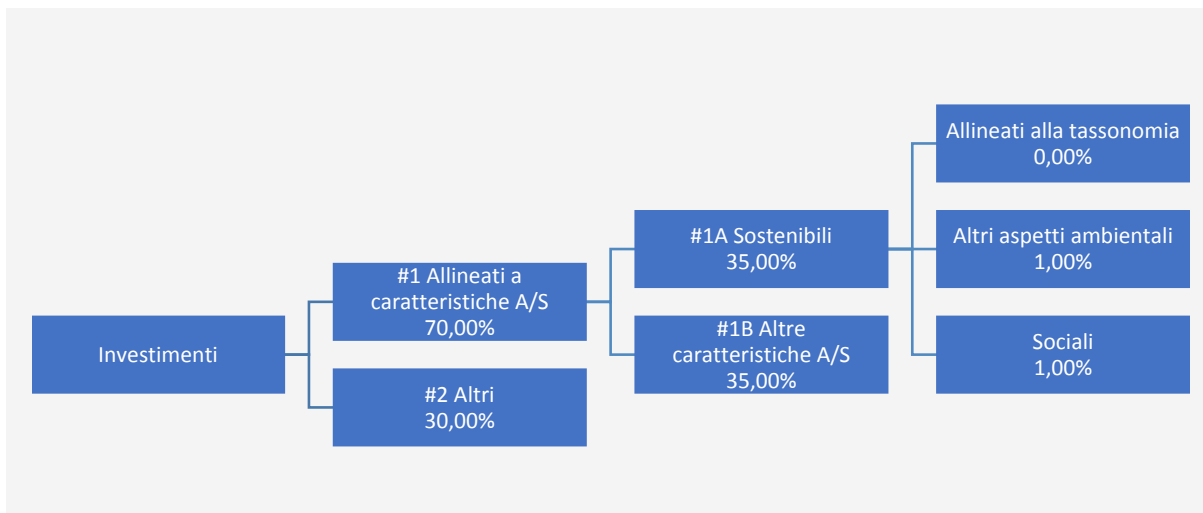 Investimenti
#1 Allineati a
caratteristiche A/S
70,00%
#2 Altri
30,00%
#1A Sostenibili
35,00%
#1B Altre
caratteristiche A/S
35,00%
Allineati alla tassonomia
0,00%
Altri aspetti ambientali
1,00%
Sociali
1,00%